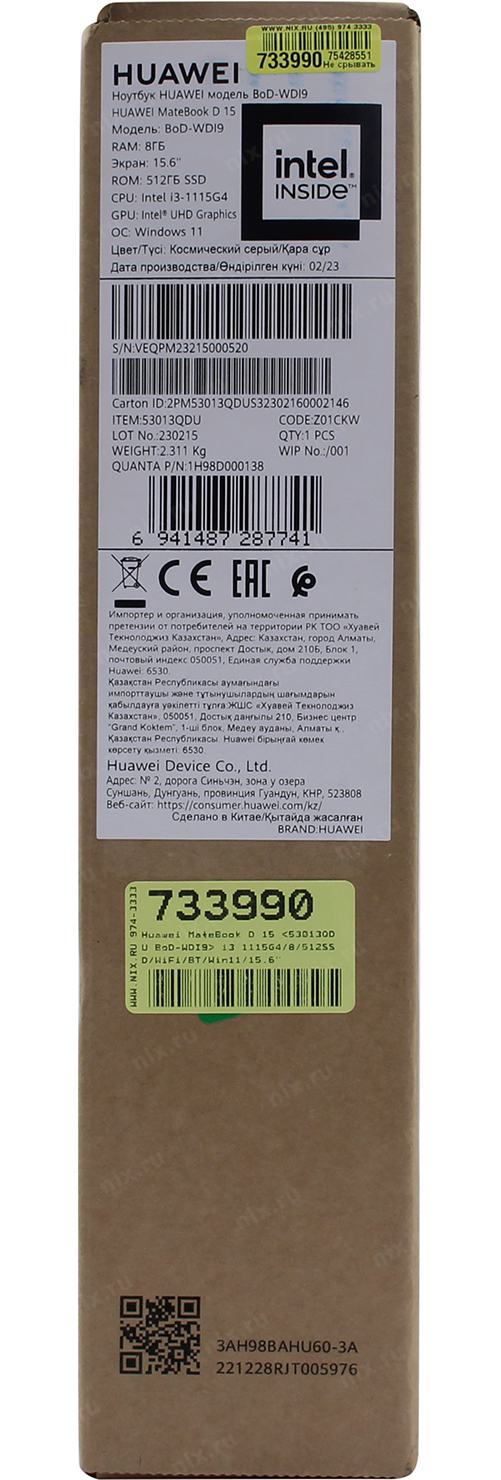 WWW.NIX.RU (495) 974 3333
733990 75428551
Не срывать
HUAWEI
Ноутбук HUAWEI модель BoD-WDI9
HUAWEI MateBook D 15
Модель: BoD-WDI9
RAM: 8ГБ
Экран: 15.6"
ROM: 512ГБ SSD
CPU: Intel i3-1115G4
GPU: Intel® UHD Graphics
ОС: Windows 11
intel®
INSIDE™
Цвет/Түсі: Космический серый/Қара сұр
Дата производства/Өндірілген күні: 02/23
S/N:VEQPM23215000520
Carton ID:2PM53013QDUS32302160002146
ITEM:53013QDU CODE:Z01CKW
LOT No.:230215 QTY:1 PCS
WEIGHT:2.311 Kg WIP No.:/001
QUANTA P/N:1H98D000138
6 941487 287741
CE EAC
Импортер и организация, уполномоченная принимать
претензии от потребителей на территории РК ТОО «Хуавей
Текнолоджиз Казахстан», Адрес: Казахстан, город Алматы,
Медеуский район, проспект Достык, дом 210Б, Блок 1,
почтовый индекс 050051, Единая служба поддержки
Huawei: 6530.
Қазақстан Республикасы аумағындағы
импорттаушы және тұтынушылардың шағымдарын
қабылдауға уәкілетті тұлға:ЖШС «Хуавей Текнолоджиз
Казахстан», 050051, Достық даңғылы 210, Бизнес центр
"Grand Koktem", 1-ші блок, Медеу ауданы, Алматы қ.,
Қазақстан Республикасы. Huawei бірыңғай көмек
көрсету қызметі: 6530.
Huawei Device Co., Ltd.
Адрес: № 2, дорога Синьчэн, зона у озера
Суншань, Дунгуань, провинция Гуандун, КНР, 523808
Веб-сайт: https://consumer.huawei.com/kz/
Сделано в Китае/Қытайда жасалған
BRAND:HUAWEI
WWW.NIX.RU 974-3333
733990
Huawei MateBook D 15 <53013QD
U BoD-WDI9> i3 1115G4/8/512SS
D/WiFi/BT/Win11/15.6"
3AH98BAHU60-3A
221228RJT005976